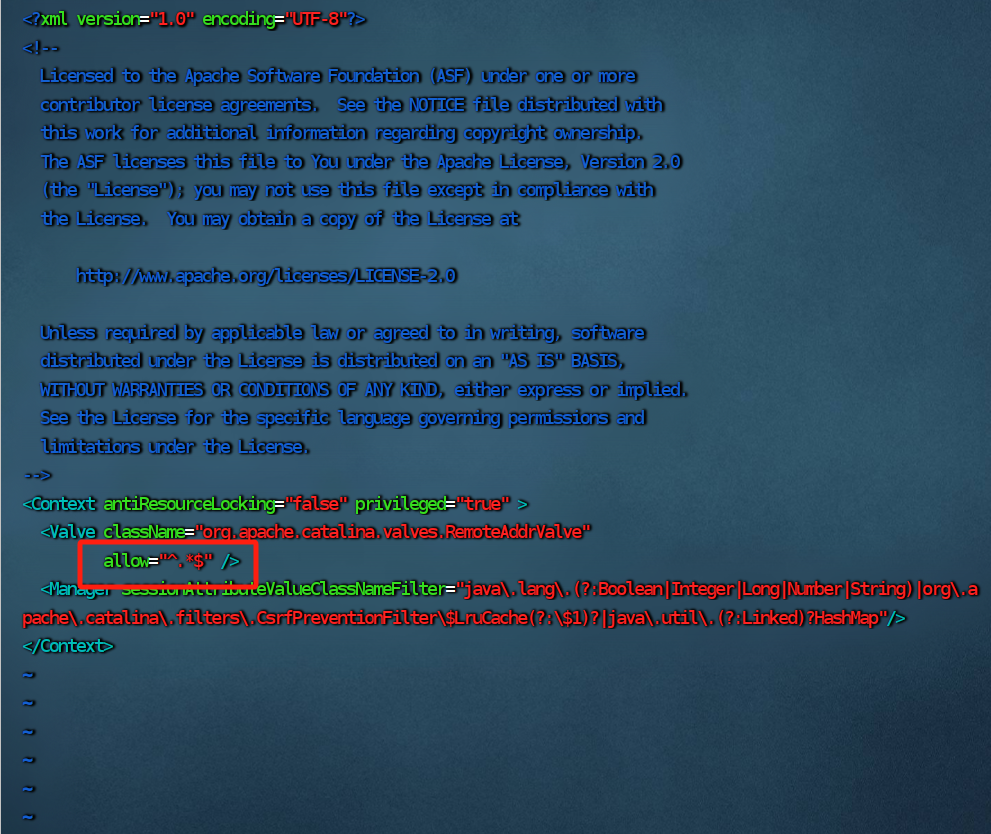 <?xml version="1.0" encoding="UTF-8"?>
<!--
  Licensed to the Apache Software Foundation (ASF) under one or more
  contributor license agreements.  See the NOTICE file distributed with
  this work for additional information regarding copyright ownership.
  The ASF licenses this file to You under the Apache License, Version 2.0
  (the "License"); you may not use this file except in compliance with
  the License.  You may obtain a copy of the License at

      http://www.apache.org/licenses/LICENSE-2.0

  Unless required by applicable law or agreed to in writing, software
  distributed under the License is distributed on an "AS IS" BASIS,
  WITHOUT WARRANTIES OR CONDITIONS OF ANY KIND, either express or implied.
  See the License for the specific language governing permissions and
  limitations under the License.
-->
<Context antiResourceLocking="false" privileged="true" >
  <Valve className="org.apache.catalina.valves.RemoteAddrValve"
         allow="^.*$" />
  <Manager sessionAttributeValueClassNameFilter="java\.lang\.(?:Boolean|Integer|Long|Number|String)|org\.a
pache\.catalina\.filters\.CsrfPreventionFilter\$LruCache(?:\$1)?|java\.util\.(?:Linked)?HashMap"/>
</Context>
~
~
~
~
~
~